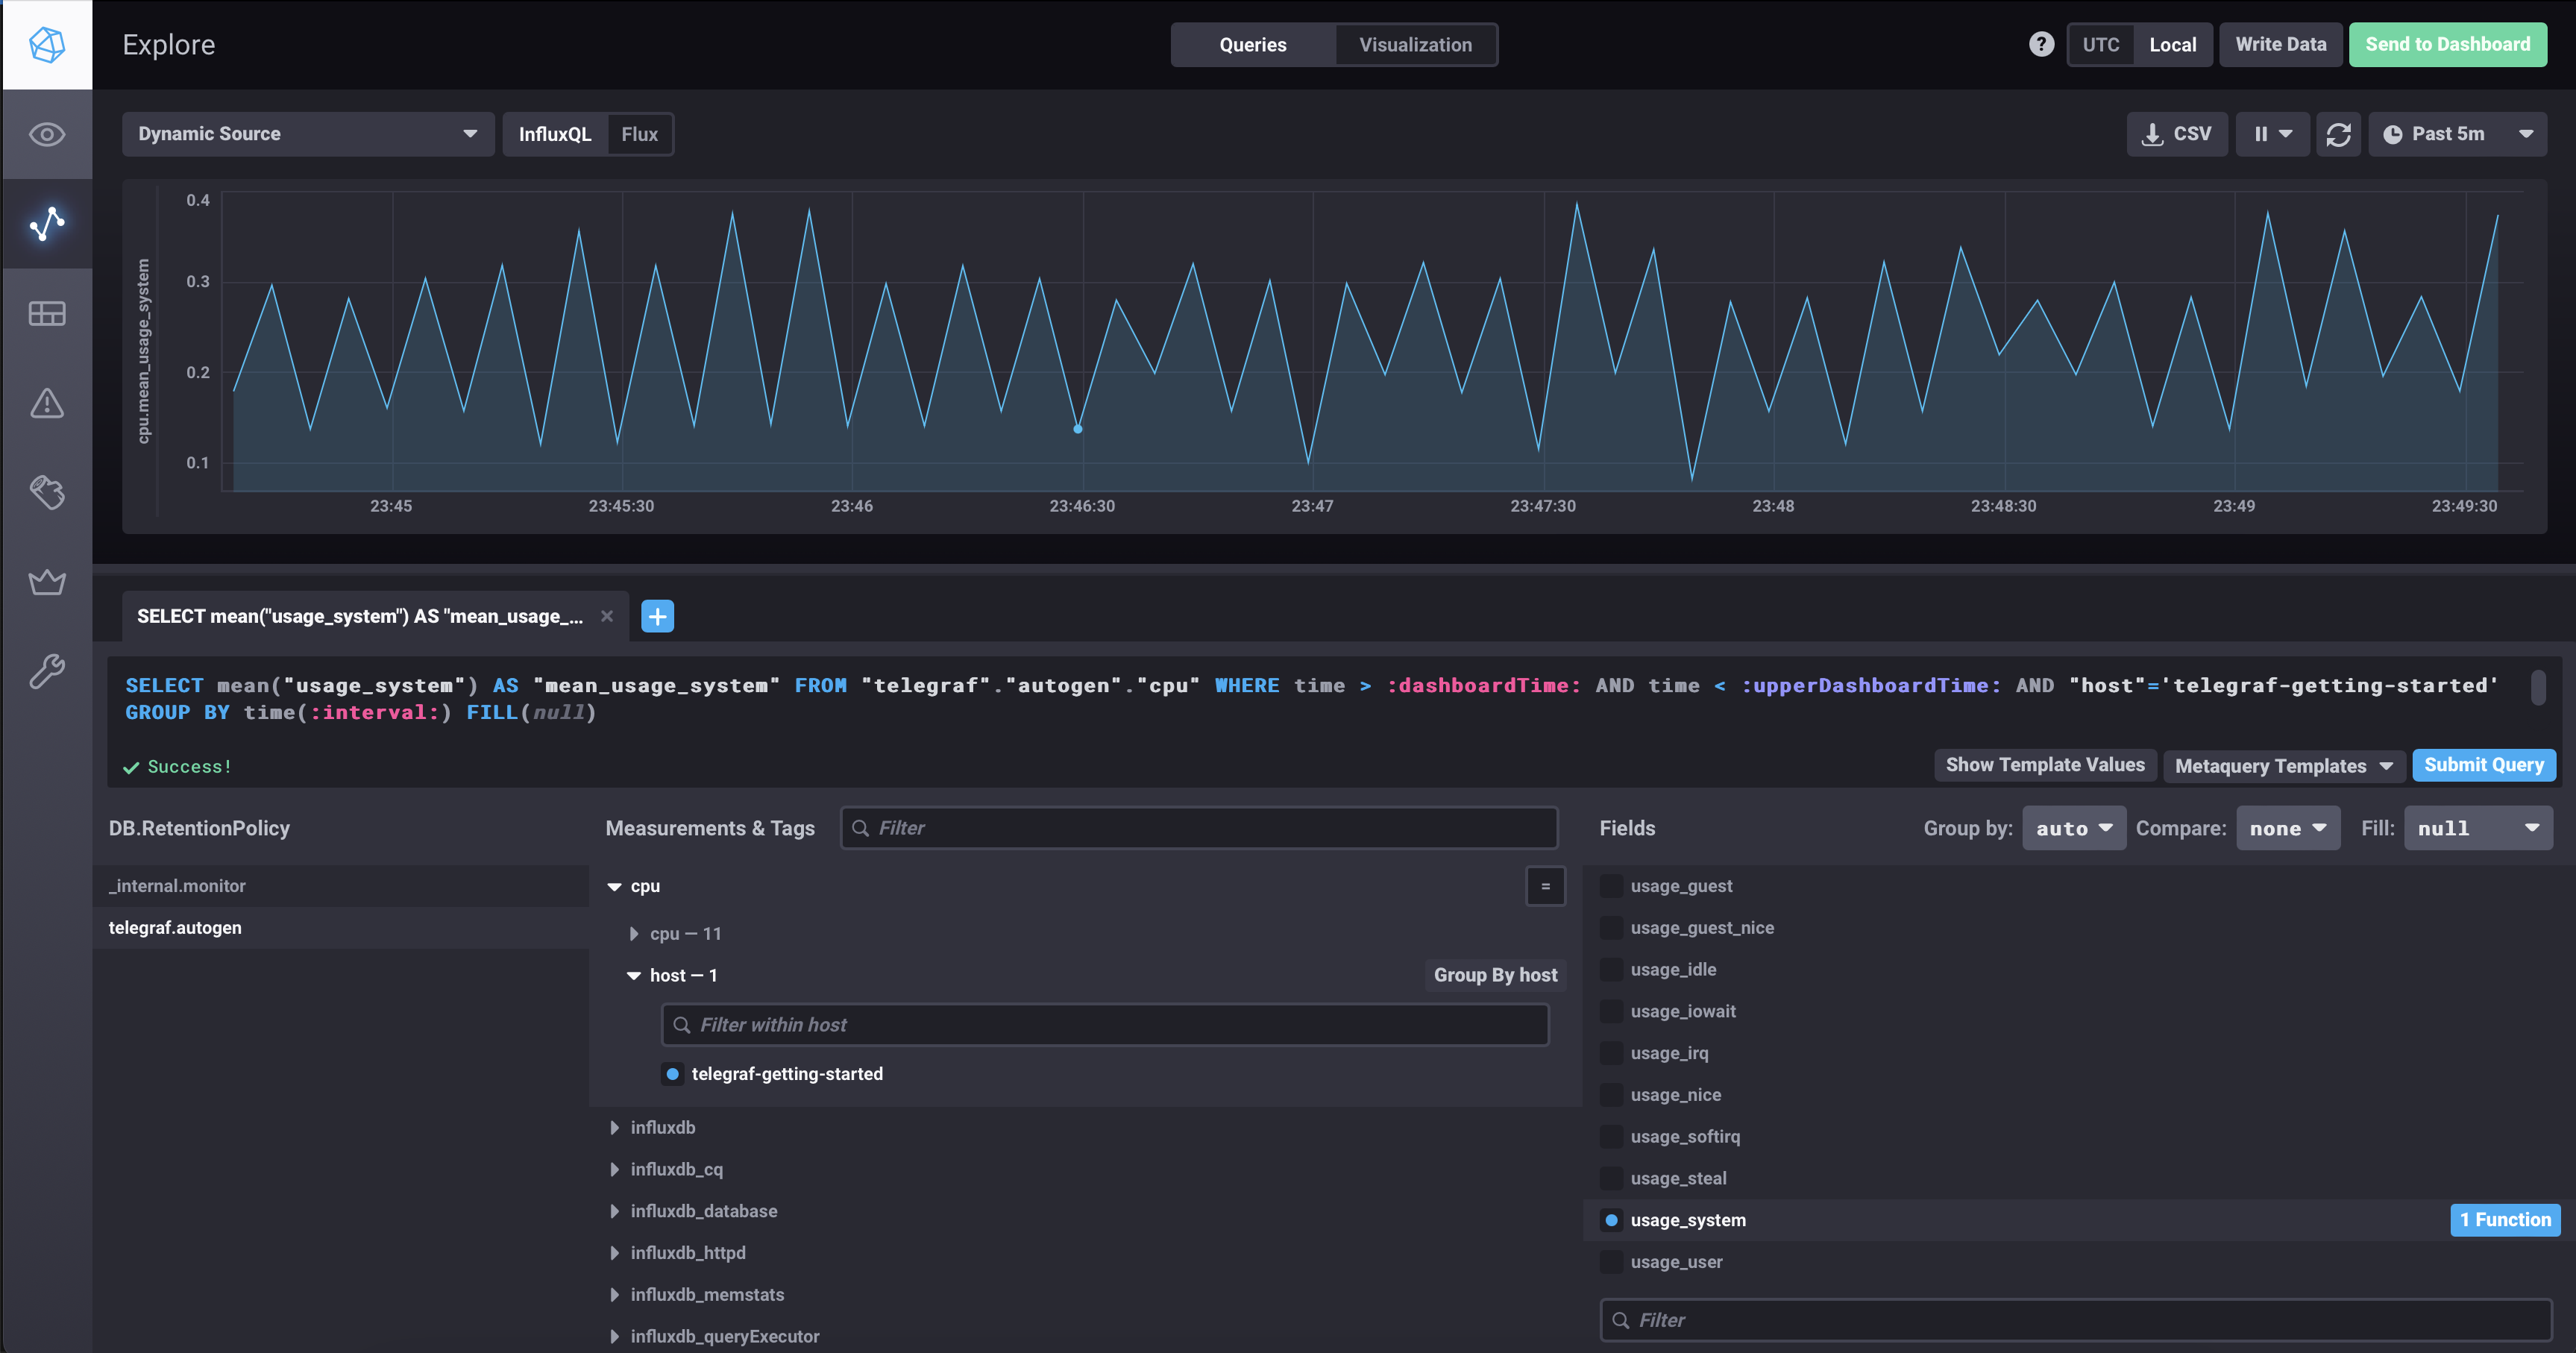 Explore
Queries
Visualization
?
UTC
Local
Write Data
Send to Dashboard
Dynamic Source
InfluxQL
Flux
CSV
Past 5m
cpu.mean_usage_system
0.4
0.3
0.2
0.1
23:45
23:45:30
23:46
23:46:30
23:47
23:47:30
23:48
23:48:30
23:49
23:49:30
SELECT mean("usage_system") AS "mean_usage_...
SELECT mean("usage_system") AS "mean_usage_system" FROM "telegraf"."autogen"."cpu" WHERE time > :dashboardTime: AND time < :upperDashboardTime: AND "host"='telegraf-getting-started'
GROUP BY time(:interval:) FILL(null)
Success!
Show Template Values
Metaquery Templates
Submit Query
DB.RetentionPolicy
_internal.monitor
telegraf.autogen
Measurements & Tags
Filter
cpu
=
cpu — 11
host — 1
Group By host
Filter within host
telegraf-getting-started
influxdb
influxdb_cq
influxdb_database
influxdb_httpd
influxdb_memstats
influxdb_queryExecutor
Fields
Group by:
auto
Compare:
none
Fill:
null
usage_guest
usage_guest_nice
usage_idle
usage_iowait
usage_irq
usage_nice
usage_softirq
usage_steal
usage_system
1 Function
usage_user
Filter